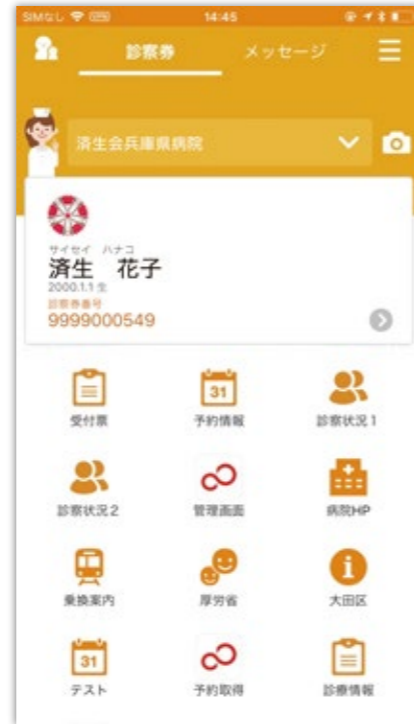 SIMなし 14:45
診察券 メッセージ
済生会兵庫県病院
サイセイ ハナコ
済生 花子
2000.1.1 生
診察券番号
9999000549
受付票 31 予約情報 診察状況1
診察状況2 管理画面 病院HP
乗換案内 厚労省 大田区
31 テスト 予約取得 診療情報